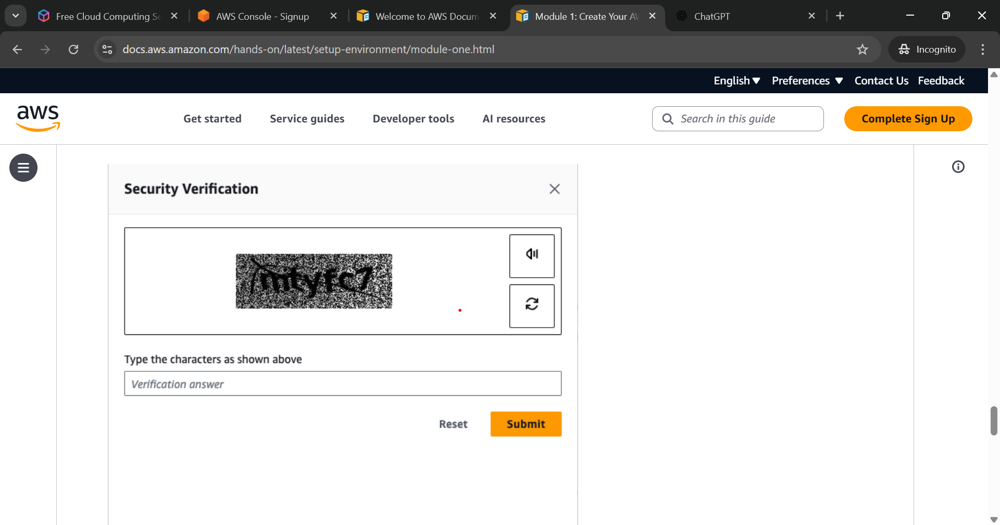 Free Cloud Computing Se
AWS Console - Signup
Welcome to AWS Docum
Module 1: Create Your AW
ChatGPT
docs.aws.amazon.com/hands-on/latest/setup-environment/module-one.html
Incognito
English Preferences Contact Us Feedback
aws
Get started Service guides Developer tools AI resources
Search in this guide
Complete Sign Up
Security Verification
mtyfc7
Type the characters as shown above
Verification answer
Reset Submit